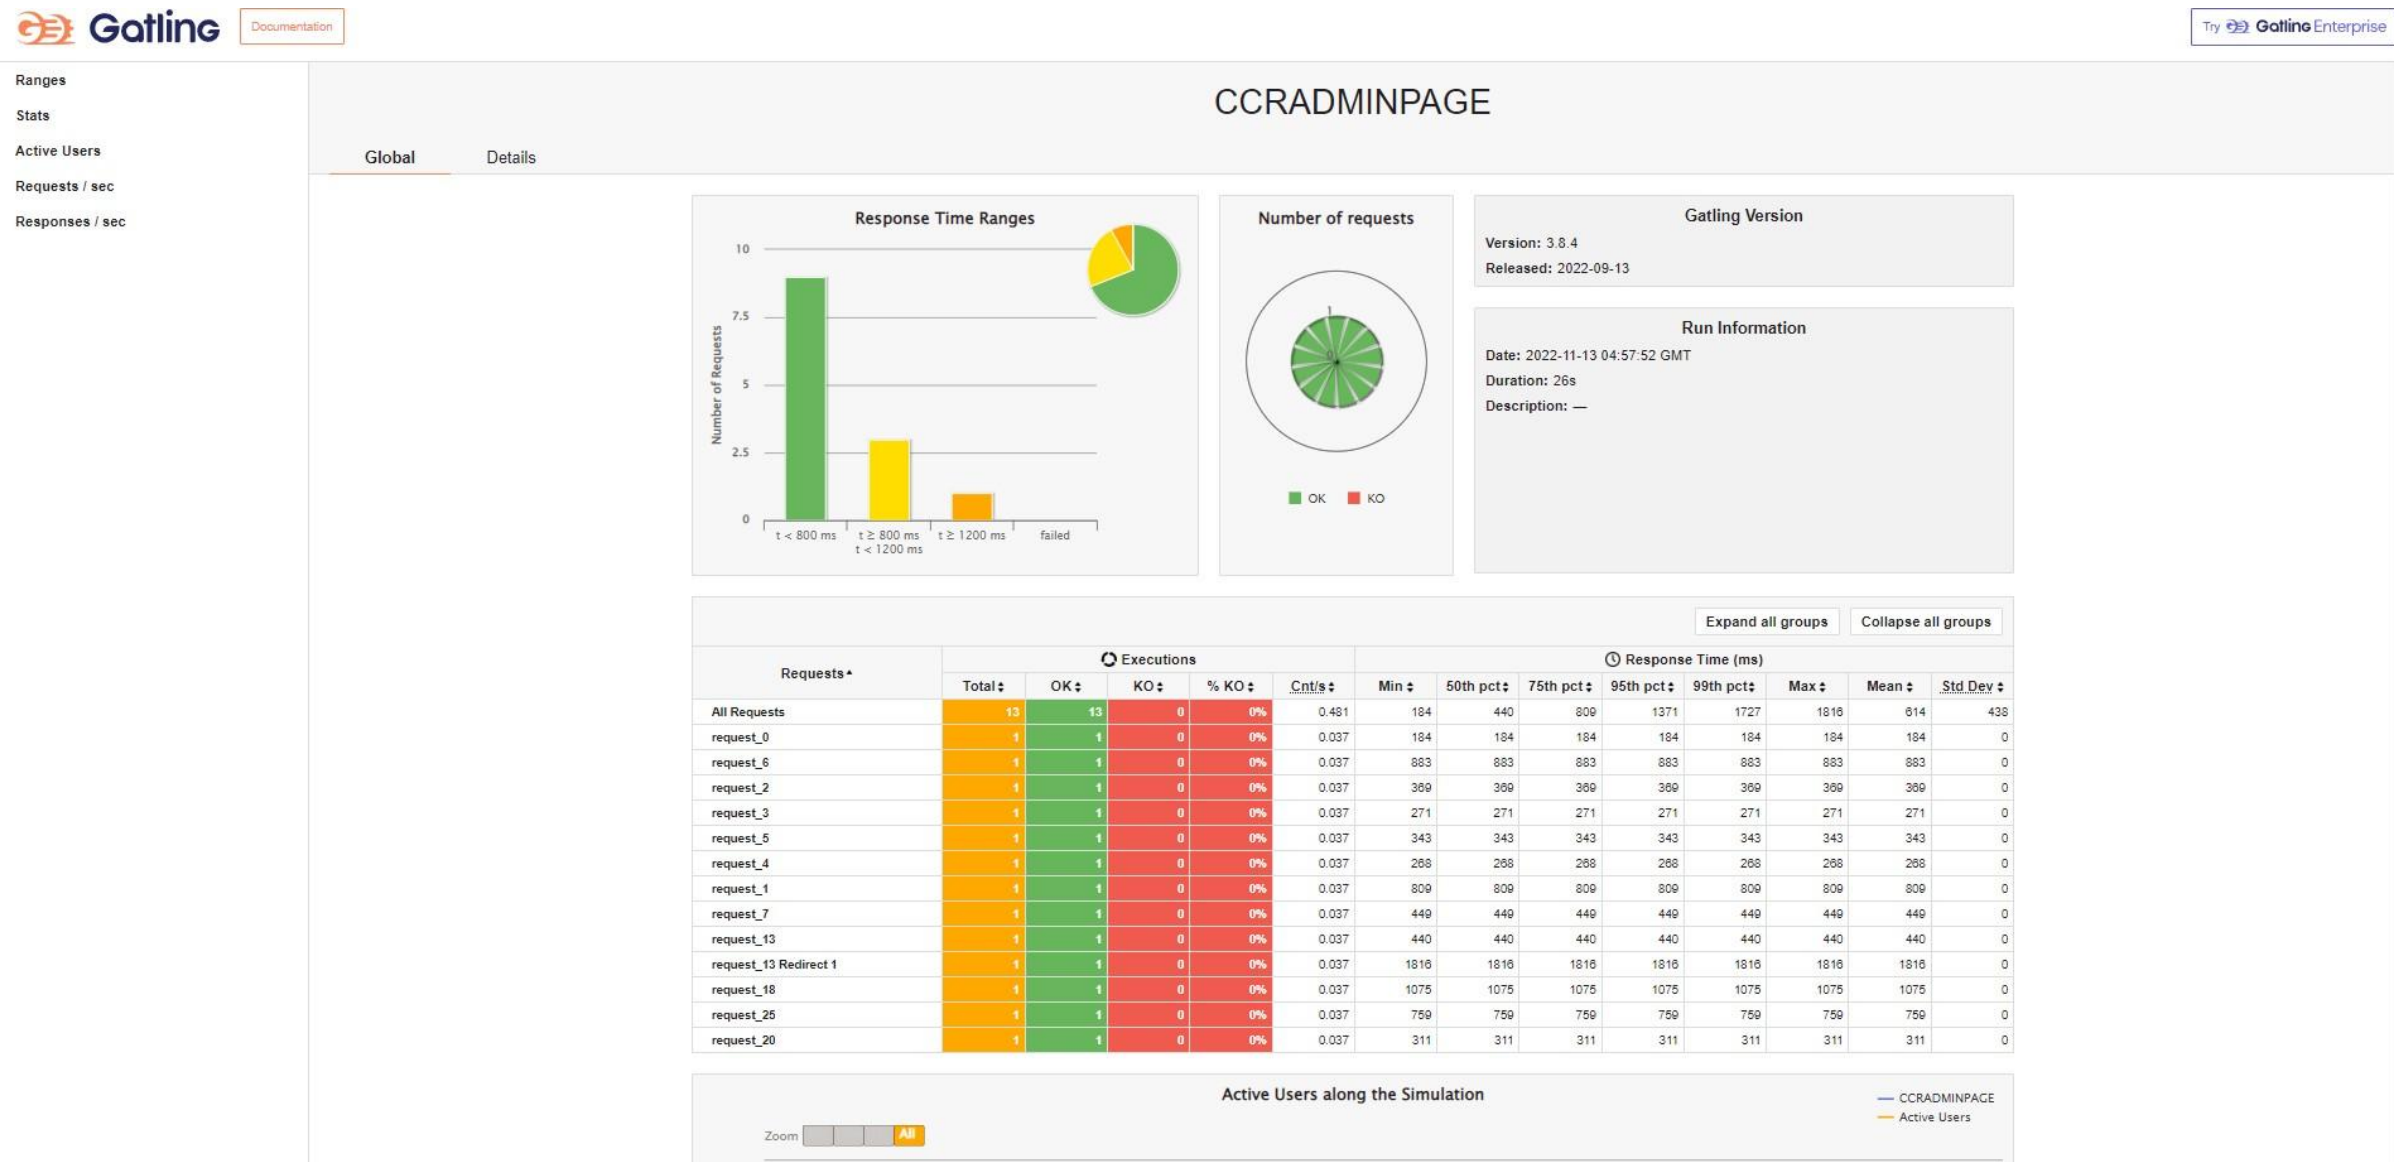 Gatling
Documentation
Try Gatling Enterprise
Ranges
Stats
Active Users
Requests / sec
Responses / sec
CCRADMINPAGE
Global Details
Response Time Ranges
10
7.5
5
2.5
0
Number of Requests
t < 800 ms
t ≥ 800 ms
t < 1200 ms
t ≥ 1200 ms
failed
Number of requests
1
0
OK KO
Gatling Version
Version: 3.8.4
Released: 2022-09-13
Run Information
Date: 2022-11-13 04:57:52 GMT
Duration: 26s
Description: —
Expand all groups Collapse all groups
Requests Executions Response Time (ms)
Total OK KO % KO Cnt/s Min 50th pct 75th pct 95th pct 99th pct Max Mean Std Dev
All Requests 13 13 0 0% 0.481 184 440 809 1371 1727 1816 614 438
request_0 1 1 0 0% 0.037 184 184 184 184 184 184 184 0
request_6 1 1 0 0% 0.037 883 883 883 883 883 883 883 0
request_2 1 1 0 0% 0.037 369 369 369 369 369 369 369 0
request_3 1 1 0 0% 0.037 271 271 271 271 271 271 271 0
request_5 1 1 0 0% 0.037 343 343 343 343 343 343 343 0
request_4 1 1 0 0% 0.037 268 268 268 268 268 268 268 0
request_1 1 1 0 0% 0.037 809 809 809 809 809 809 809 0
request_7 1 1 0 0% 0.037 449 449 449 449 449 449 449 0
request_13 1 1 0 0% 0.037 440 440 440 440 440 440 440 0
request_13 Redirect 1 1 1 0 0% 0.037 1816 1816 1816 1816 1816 1816 1816 0
request_18 1 1 0 0% 0.037 1075 1075 1075 1075 1075 1075 1075 0
request_25 1 1 0 0% 0.037 759 759 759 759 759 759 759 0
request_20 1 1 0 0% 0.037 311 311 311 311 311 311 311 0
Active Users along the Simulation
CCRADMINPAGE
Active Users
Zoom All